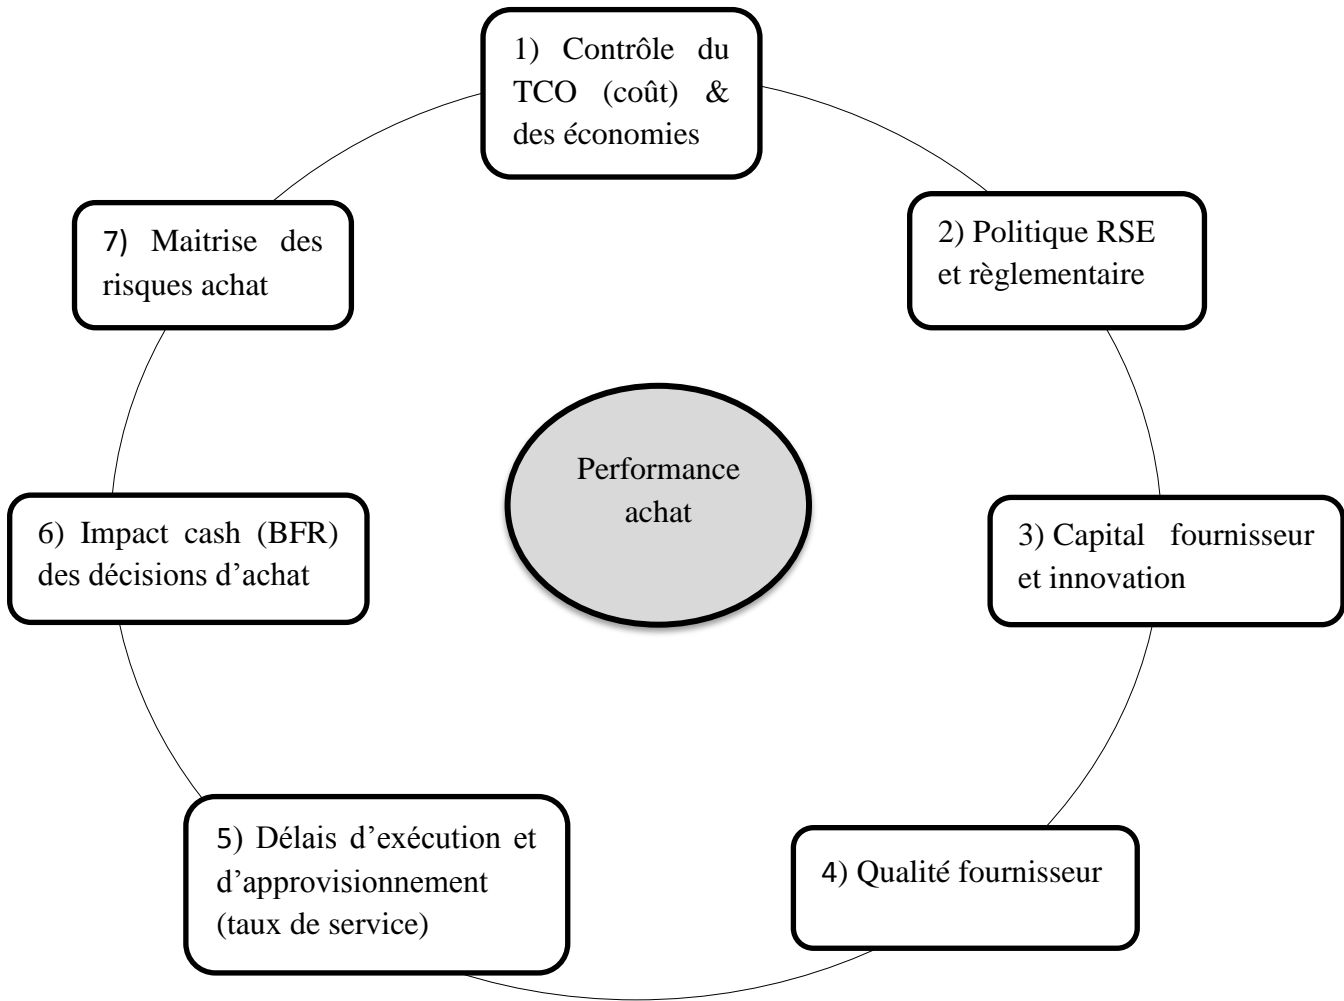 1) Contrôle du
TCO (coût) &
des économies
2) Politique RSE
et règlementaire
3) Capital fournisseur
et innovation
4) Qualité fournisseur
5) Délais d’exécution et
d’approvisionnement
(taux de service)
6) Impact cash (BFR)
des décisions d’achat
7) Maitrise des
risques achat
Performance
achat